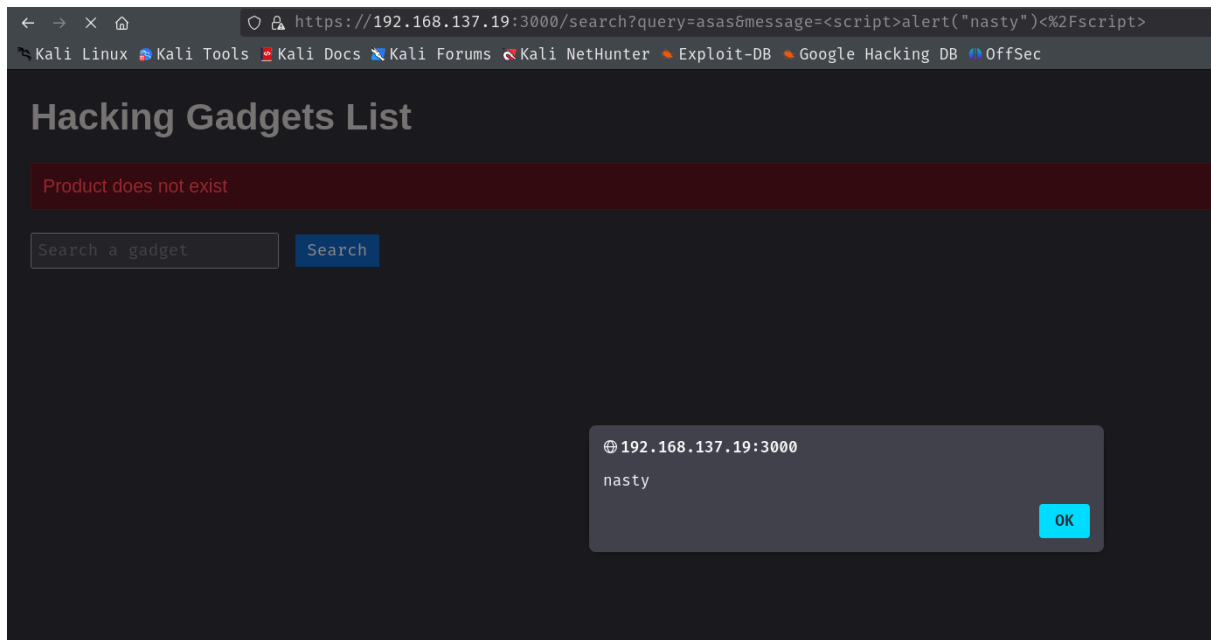 https://192.168.137.19:3000/search?query=asas&message=<script>alert("nasty")<%2Fscript>
Kali Linux Kali Tools Kali Docs Kali Forums Kali NetHunter Exploit-DB Google Hacking DB OffSec
Hacking Gadgets List
Product does not exist
Search a gadget Search
192.168.137.19:3000
nasty
OK